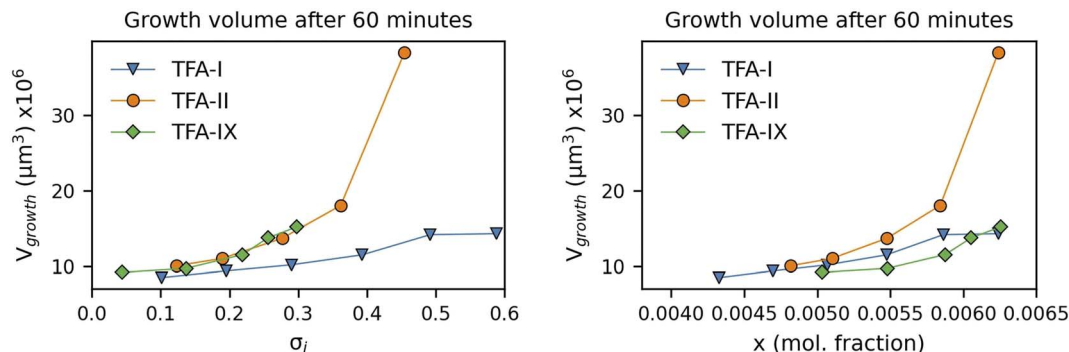 Growth volume after 60 minutes
V_growth (μm³) x10⁶
30
20
10
TFA-I
TFA-II
TFA-IX
0.0 0.1 0.2 0.3 0.4 0.5 0.6
σ_i
Growth volume after 60 minutes
V_growth (μm³) x10⁶
30
20
10
TFA-I
TFA-II
TFA-IX
0.0040 0.0045 0.0050 0.0055 0.0060 0.0065
x (mol. fraction)